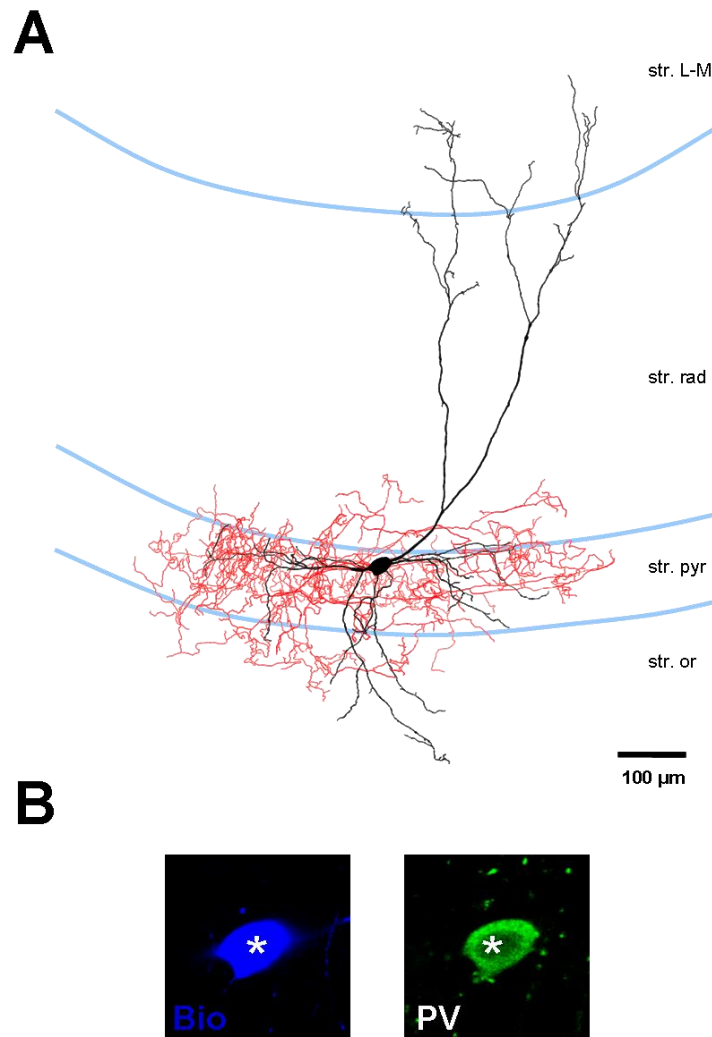 A
str. L-M
str. rad
str. pyr
str. or
100 µm
B
*
*
Bio
PV